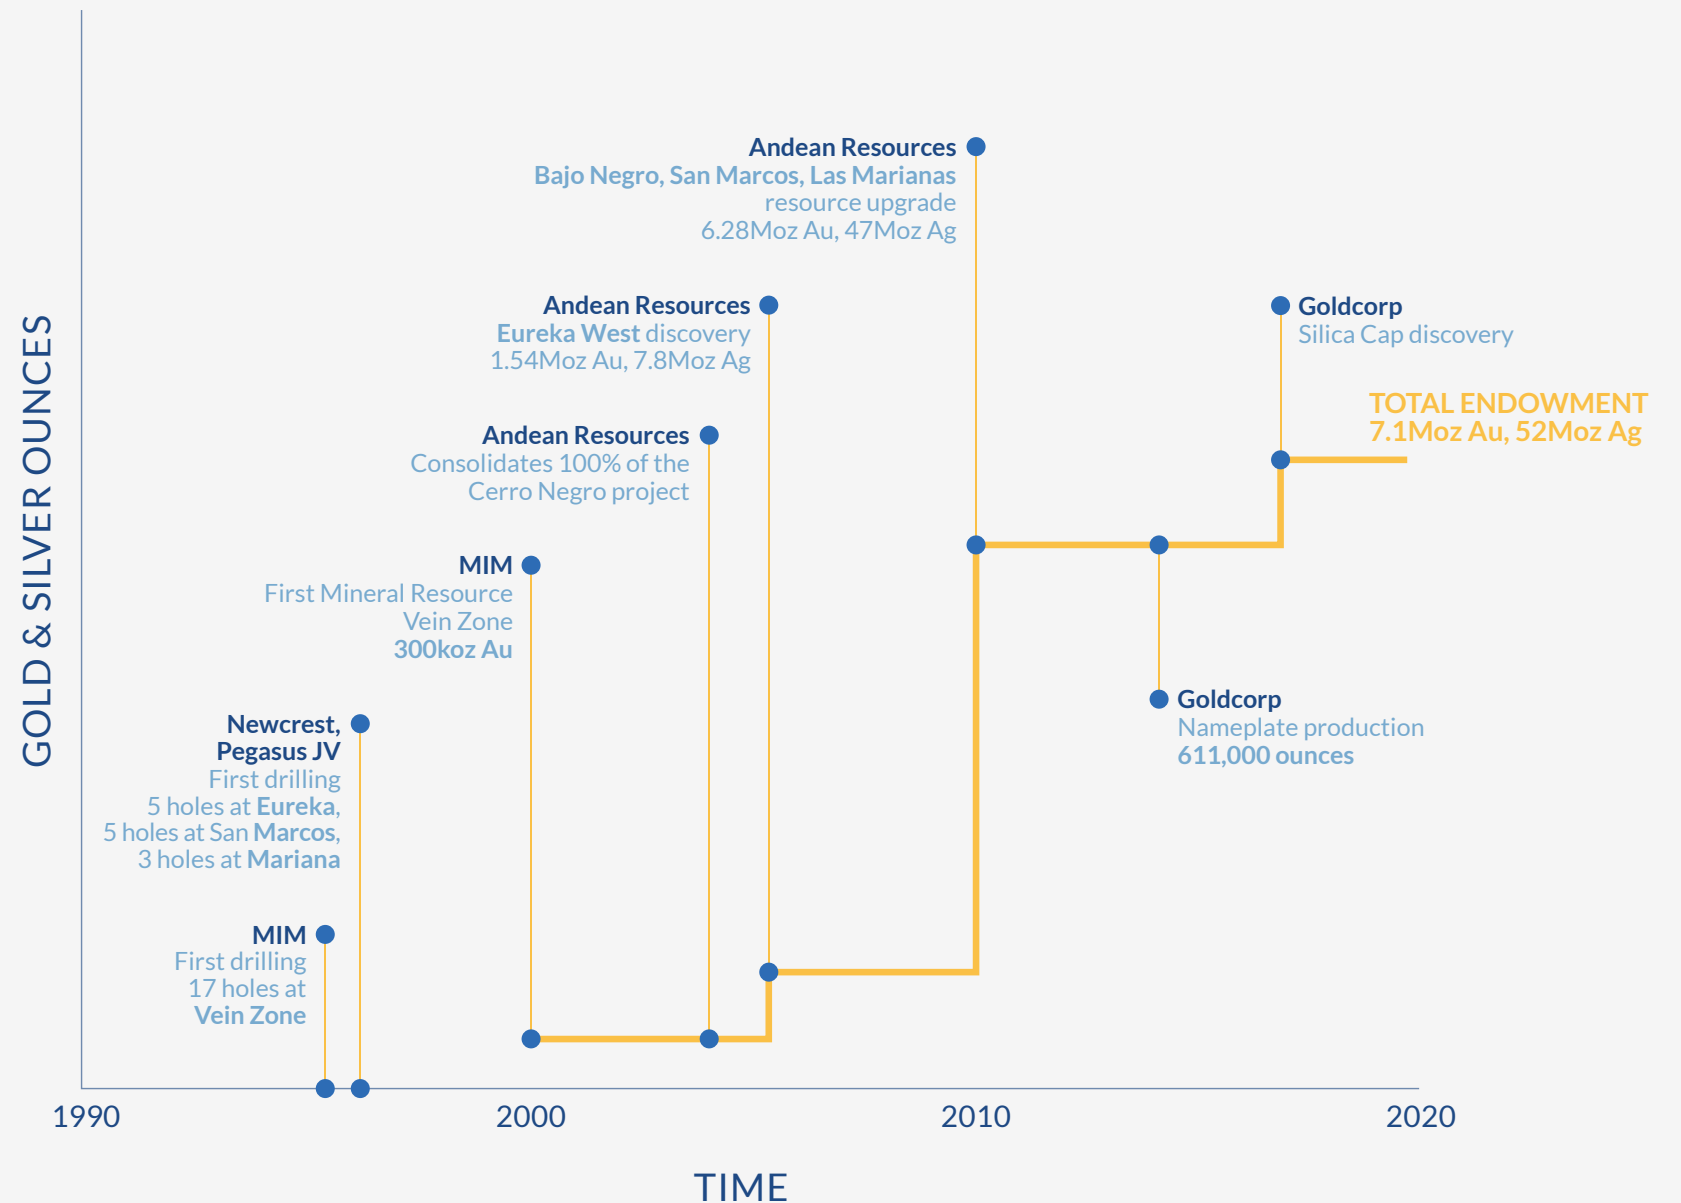 GOLD & SILVER OUNCES
Andean Resources
Bajo Negro, San Marcos, Las Marianas
resource upgrade
6.28Moz Au, 47Moz Ag
Andean Resources
Eureka West discovery
1.54Moz Au, 7.8Moz Ag
Goldcorp
Silica Cap discovery
TOTAL ENDOWMENT
7.1Moz Au, 52Moz Ag
Andean Resources
Consolidates 100% of the
Cerro Negro project
MIM
First Mineral Resource
Vein Zone
300koz Au
Newcrest,
Pegasus JV
First drilling
5 holes at Eureka,
5 holes at San Marcos,
3 holes at Mariana
Goldcorp
Nameplate production
611,000 ounces
MIM
First drilling
17 holes at
Vein Zone
1990 2000 2010 2020
TIME